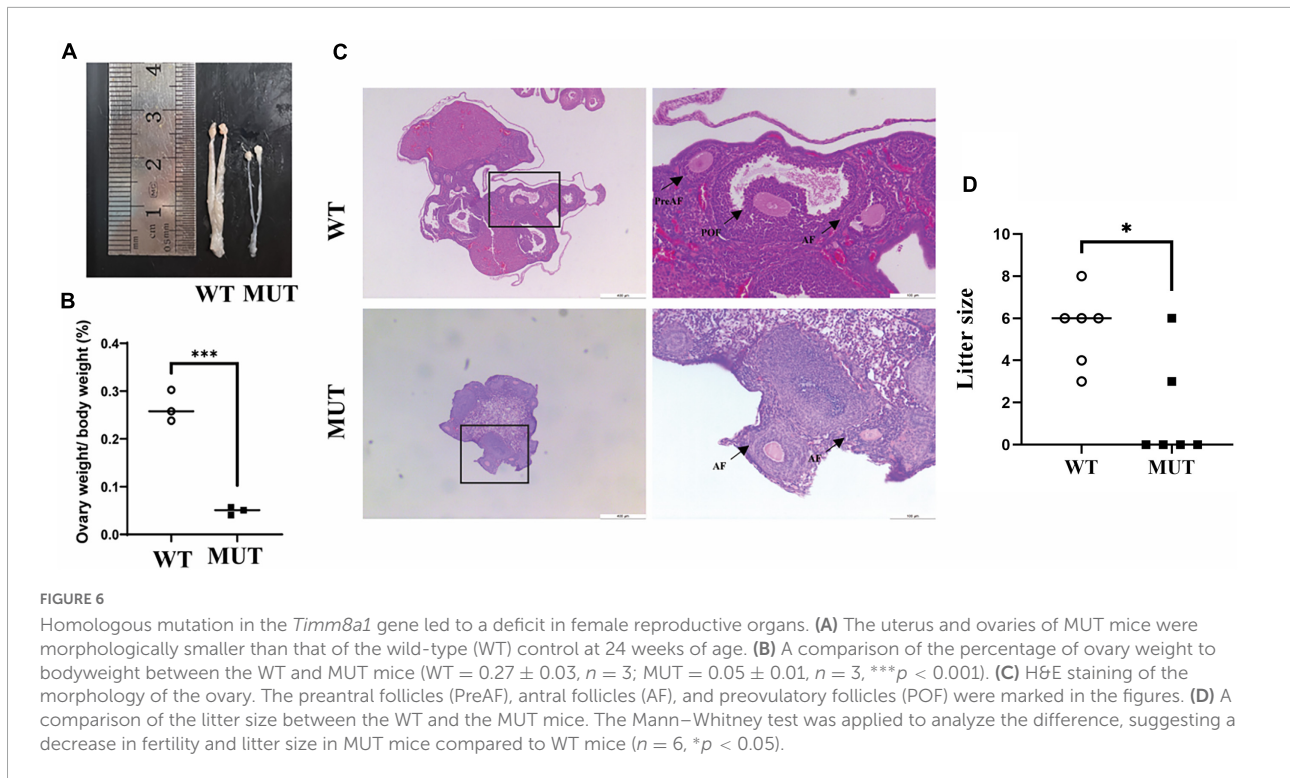 A
4
3
2
1
cm
mm
0.5mm
WT MUT
B
Ovary weight/ body weight (%)
0.4
0.3
0.2
0.1
0.0
***
WT
MUT
C
WT
PreAF
POF
AF
MUT
AF
AF
D
Litter size
10
8
6
4
2
0
*
WT
MUT
FIGURE 6
Homologous mutation in the Timm8a1 gene led to a deficit in female reproductive organs. (A) The uterus and ovaries of MUT mice were
morphologically smaller than that of the wild-type (WT) control at 24 weeks of age. (B) A comparison of the percentage of ovary weight to
bodyweight between the WT and MUT mice (WT = 0.27 ± 0.03, n = 3; MUT = 0.05 ± 0.01, n = 3, ***p < 0.001). (C) H&E staining of the
morphology of the ovary. The preantral follicles (PreAF), antral follicles (AF), and preovulatory follicles (POF) were marked in the figures. (D) A
comparison of the litter size between the WT and the MUT mice. The Mann–Whitney test was applied to analyze the difference, suggesting a
decrease in fertility and litter size in MUT mice compared to WT mice (n = 6, *p < 0.05).